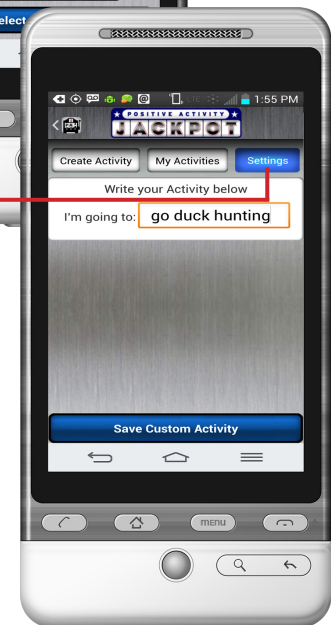 elect
1:55 PM
POSITIVE ACTIVITY
JACKPOT
Create Activity My Activities Settings
Write your Activity below
I'm going to: go duck hunting
Save Custom Activity
menu